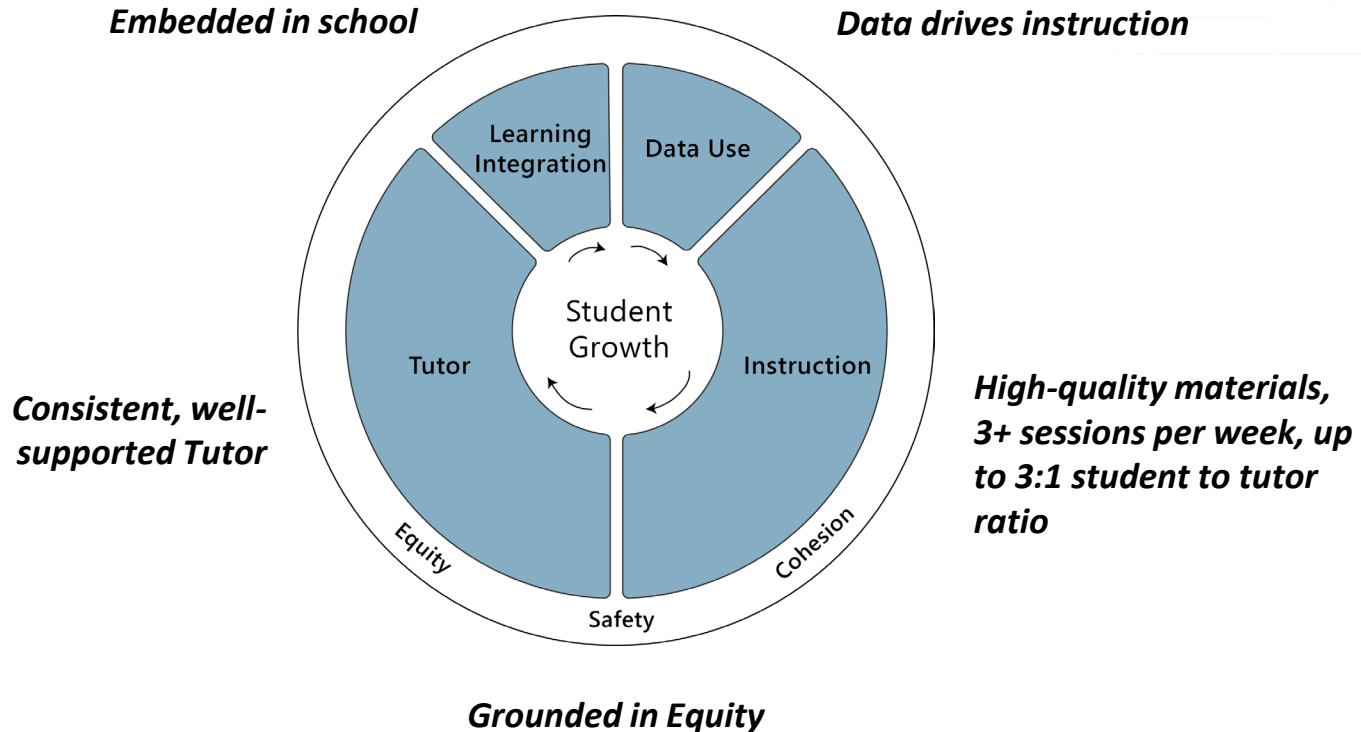 Embedded in school
Data drives instruction
Learning
Integration
Data Use
Student
Growth
Tutor
Instruction
Consistent, well-
supported Tutor
High-quality materials,
3+ sessions per week, up
to 3:1 student to tutor
ratio
Equity
Safety
Cohesion
Grounded in Equity